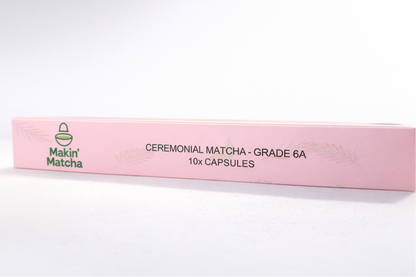 Makin'
Matcha
CEREMONIAL MATCHA - GRADE 6A
10x CAPSULES